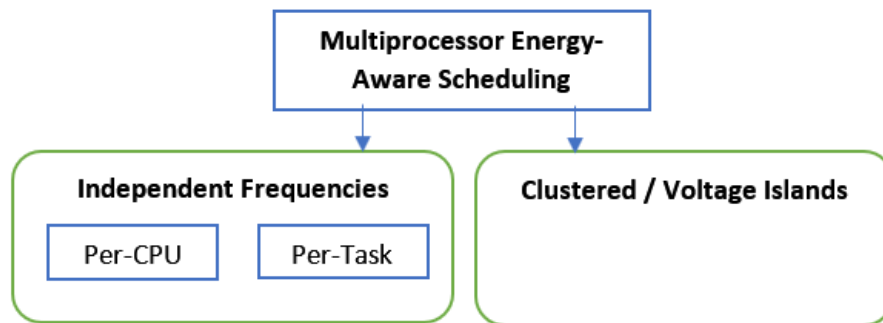 Multiprocessor Energy-
Aware Scheduling
Independent Frequencies
Clustered / Voltage Islands
Per-CPU
Per-Task